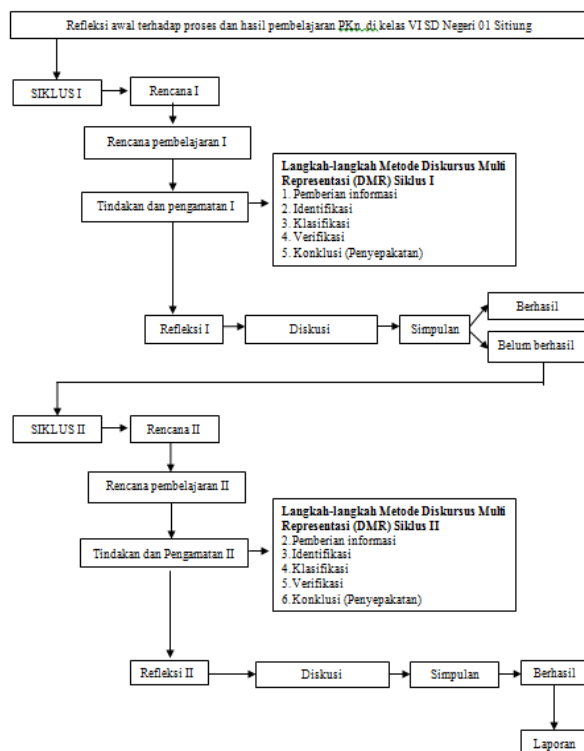 Refleksi awal terhadap proses dan hasil pembelajaran PKn di kelas VI SD Negeri 01 Sitiung
SIKLUS I
Rencana I
Rencana pembelajaran I
Tindakan dan pengamatan I
Langkah-langkah Metode Diskursus Multi
Representasi (DMR) Siklus I
1. Pemberian informasi
2. Identifikasi
3. Klasifikasi
4. Verifikasi
5. Konklusi (Penyepakatan)
Refleksi I
Diskusi
Simpulan
Berhasil
Belum berhasil
SIKLUS II
Rencana II
Rencana pembelajaran II
Tindakan dan Pengamatan II
Langkah-langkah Metode Diskursus Multi
Representasi (DMR) Siklus II
2. Pemberian informasi
3. Identifikasi
4. Klasifikasi
5. Verifikasi
6. Konklusi (Penyepakatan)
Refleksi II
Diskusi
Simpulan
Berhasil
Laporan